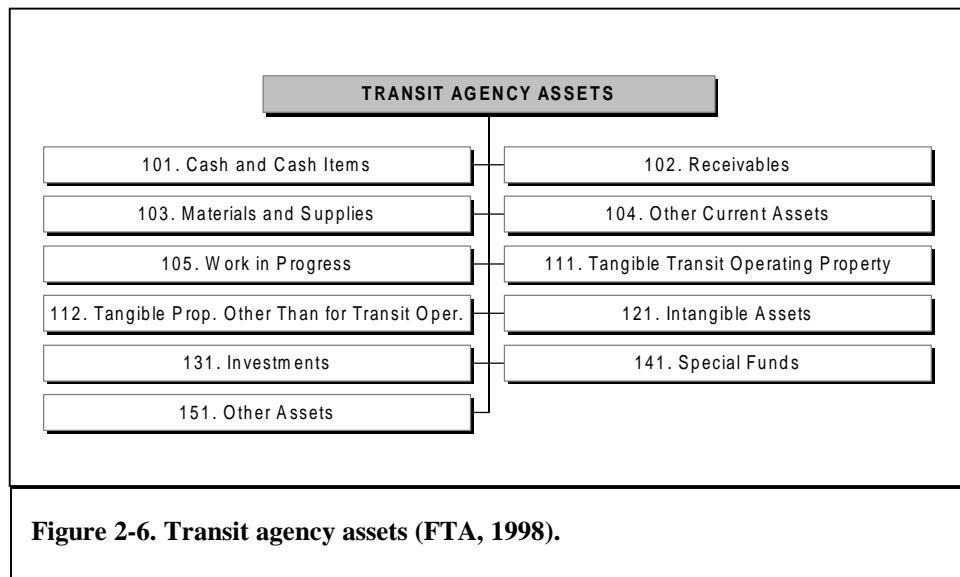 TRANSIT AGENCY ASSETS
101. Cash and Cash Items
102. Receivables
103. Materials and Supplies
104. Other Current Assets
105. Work in Progress
111. Tangible Transit Operating Property
112. Tangible Prop. Other Than for Transit Oper.
121. Intangible Assets
131. Investments
141. Special Funds
151. Other Assets
Figure 2-6. Transit agency assets (FTA, 1998).